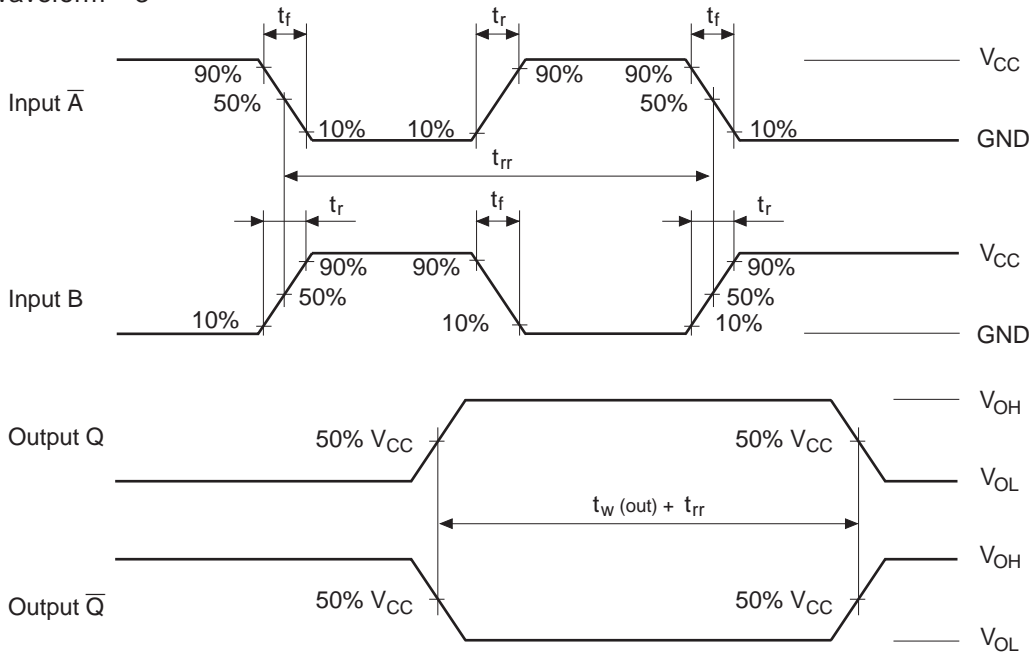 t_f t_r t_f
90% 90% 90% V_CC
Input A̅ 50% 50%
10% 10% 10% GND
t_rr
t_r t_f t_r
V_CC
90% 90% 90%
Input B 50% 50%
10% 10% 10%
GND
V_OH
Output Q 50% V_CC 50% V_CC
V_OL
t_w (out) + t_rr
V_OH
Output Q̅ 50% V_CC 50% V_CC
V_OL